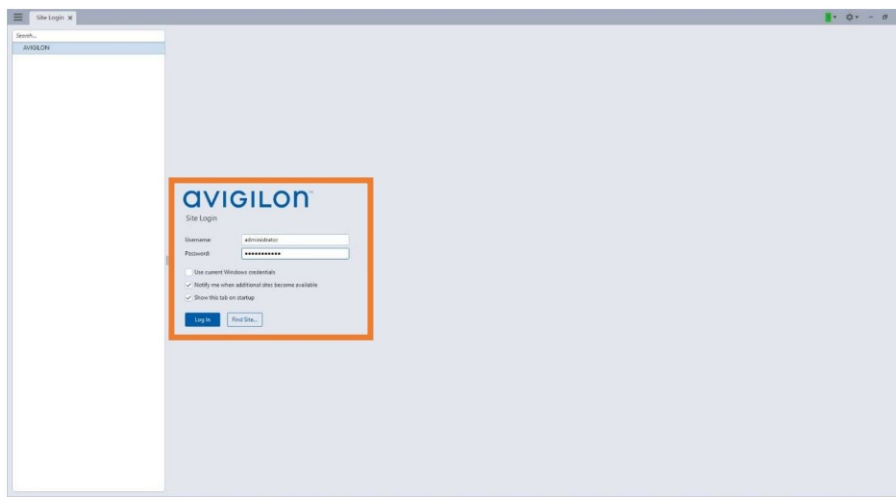 Site Login
Search...
AVIGILON
avigilon™
Site Login
Username:
administrator
Password:
Use current Windows credentials
Notify me when additional sites become available
Show this tab on startup
Log In
Find Site...